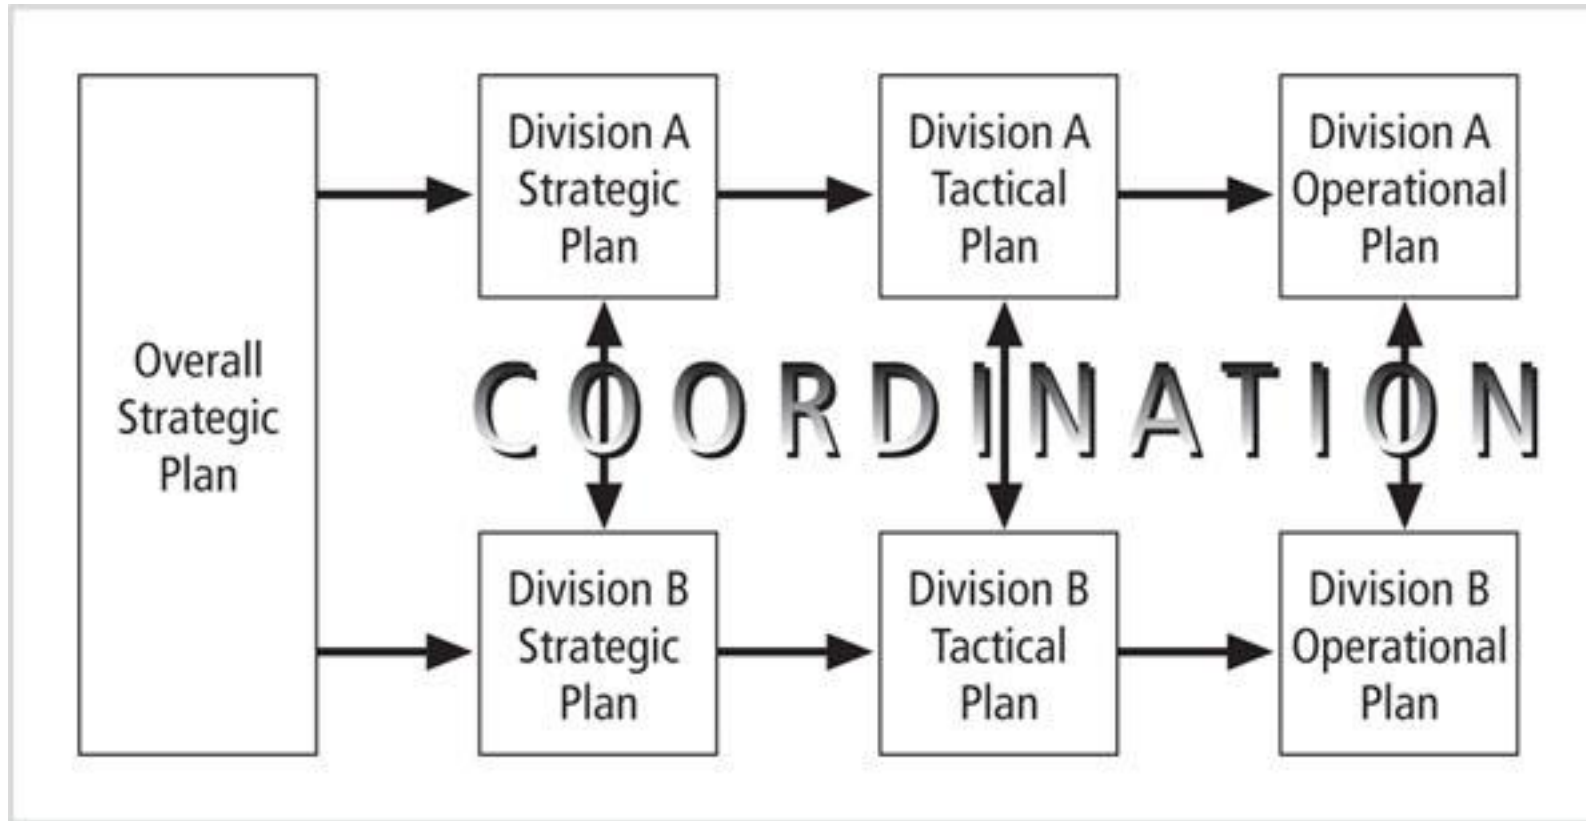 Overall
Strategic
Plan
Division A
Strategic
Plan
Division A
Tactical
Plan
Division A
Operational
Plan
COORDINATION
Division B
Strategic
Plan
Division B
Tactical
Plan
Division B
Operational
Plan